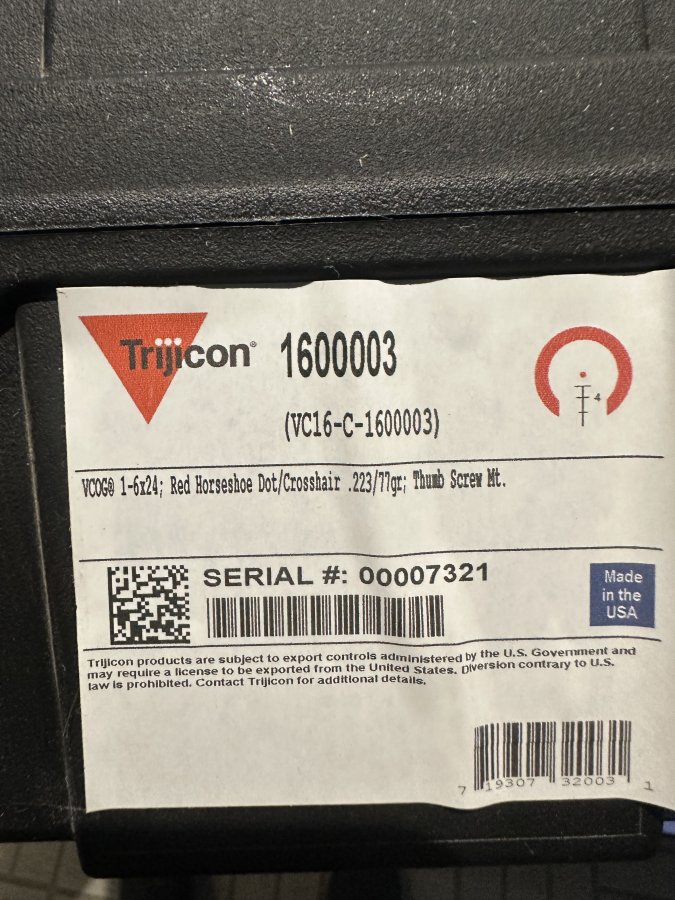 Trijicon®
1600003
(VC16-C-1600003)
4
VCOG® 1-6x24; Red Horseshoe Dot/Crosshair .223/77gr; Thumb Screw Mt.
SERIAL #: 00007321
Made
in the
USA
Trijicon products are subject to export controls administered by the U.S. Government and
may require a license to be exported from the United States. Diversion contrary to U.S.
law is prohibited. Contact Trijicon for additional details.
7 19307 32003 1